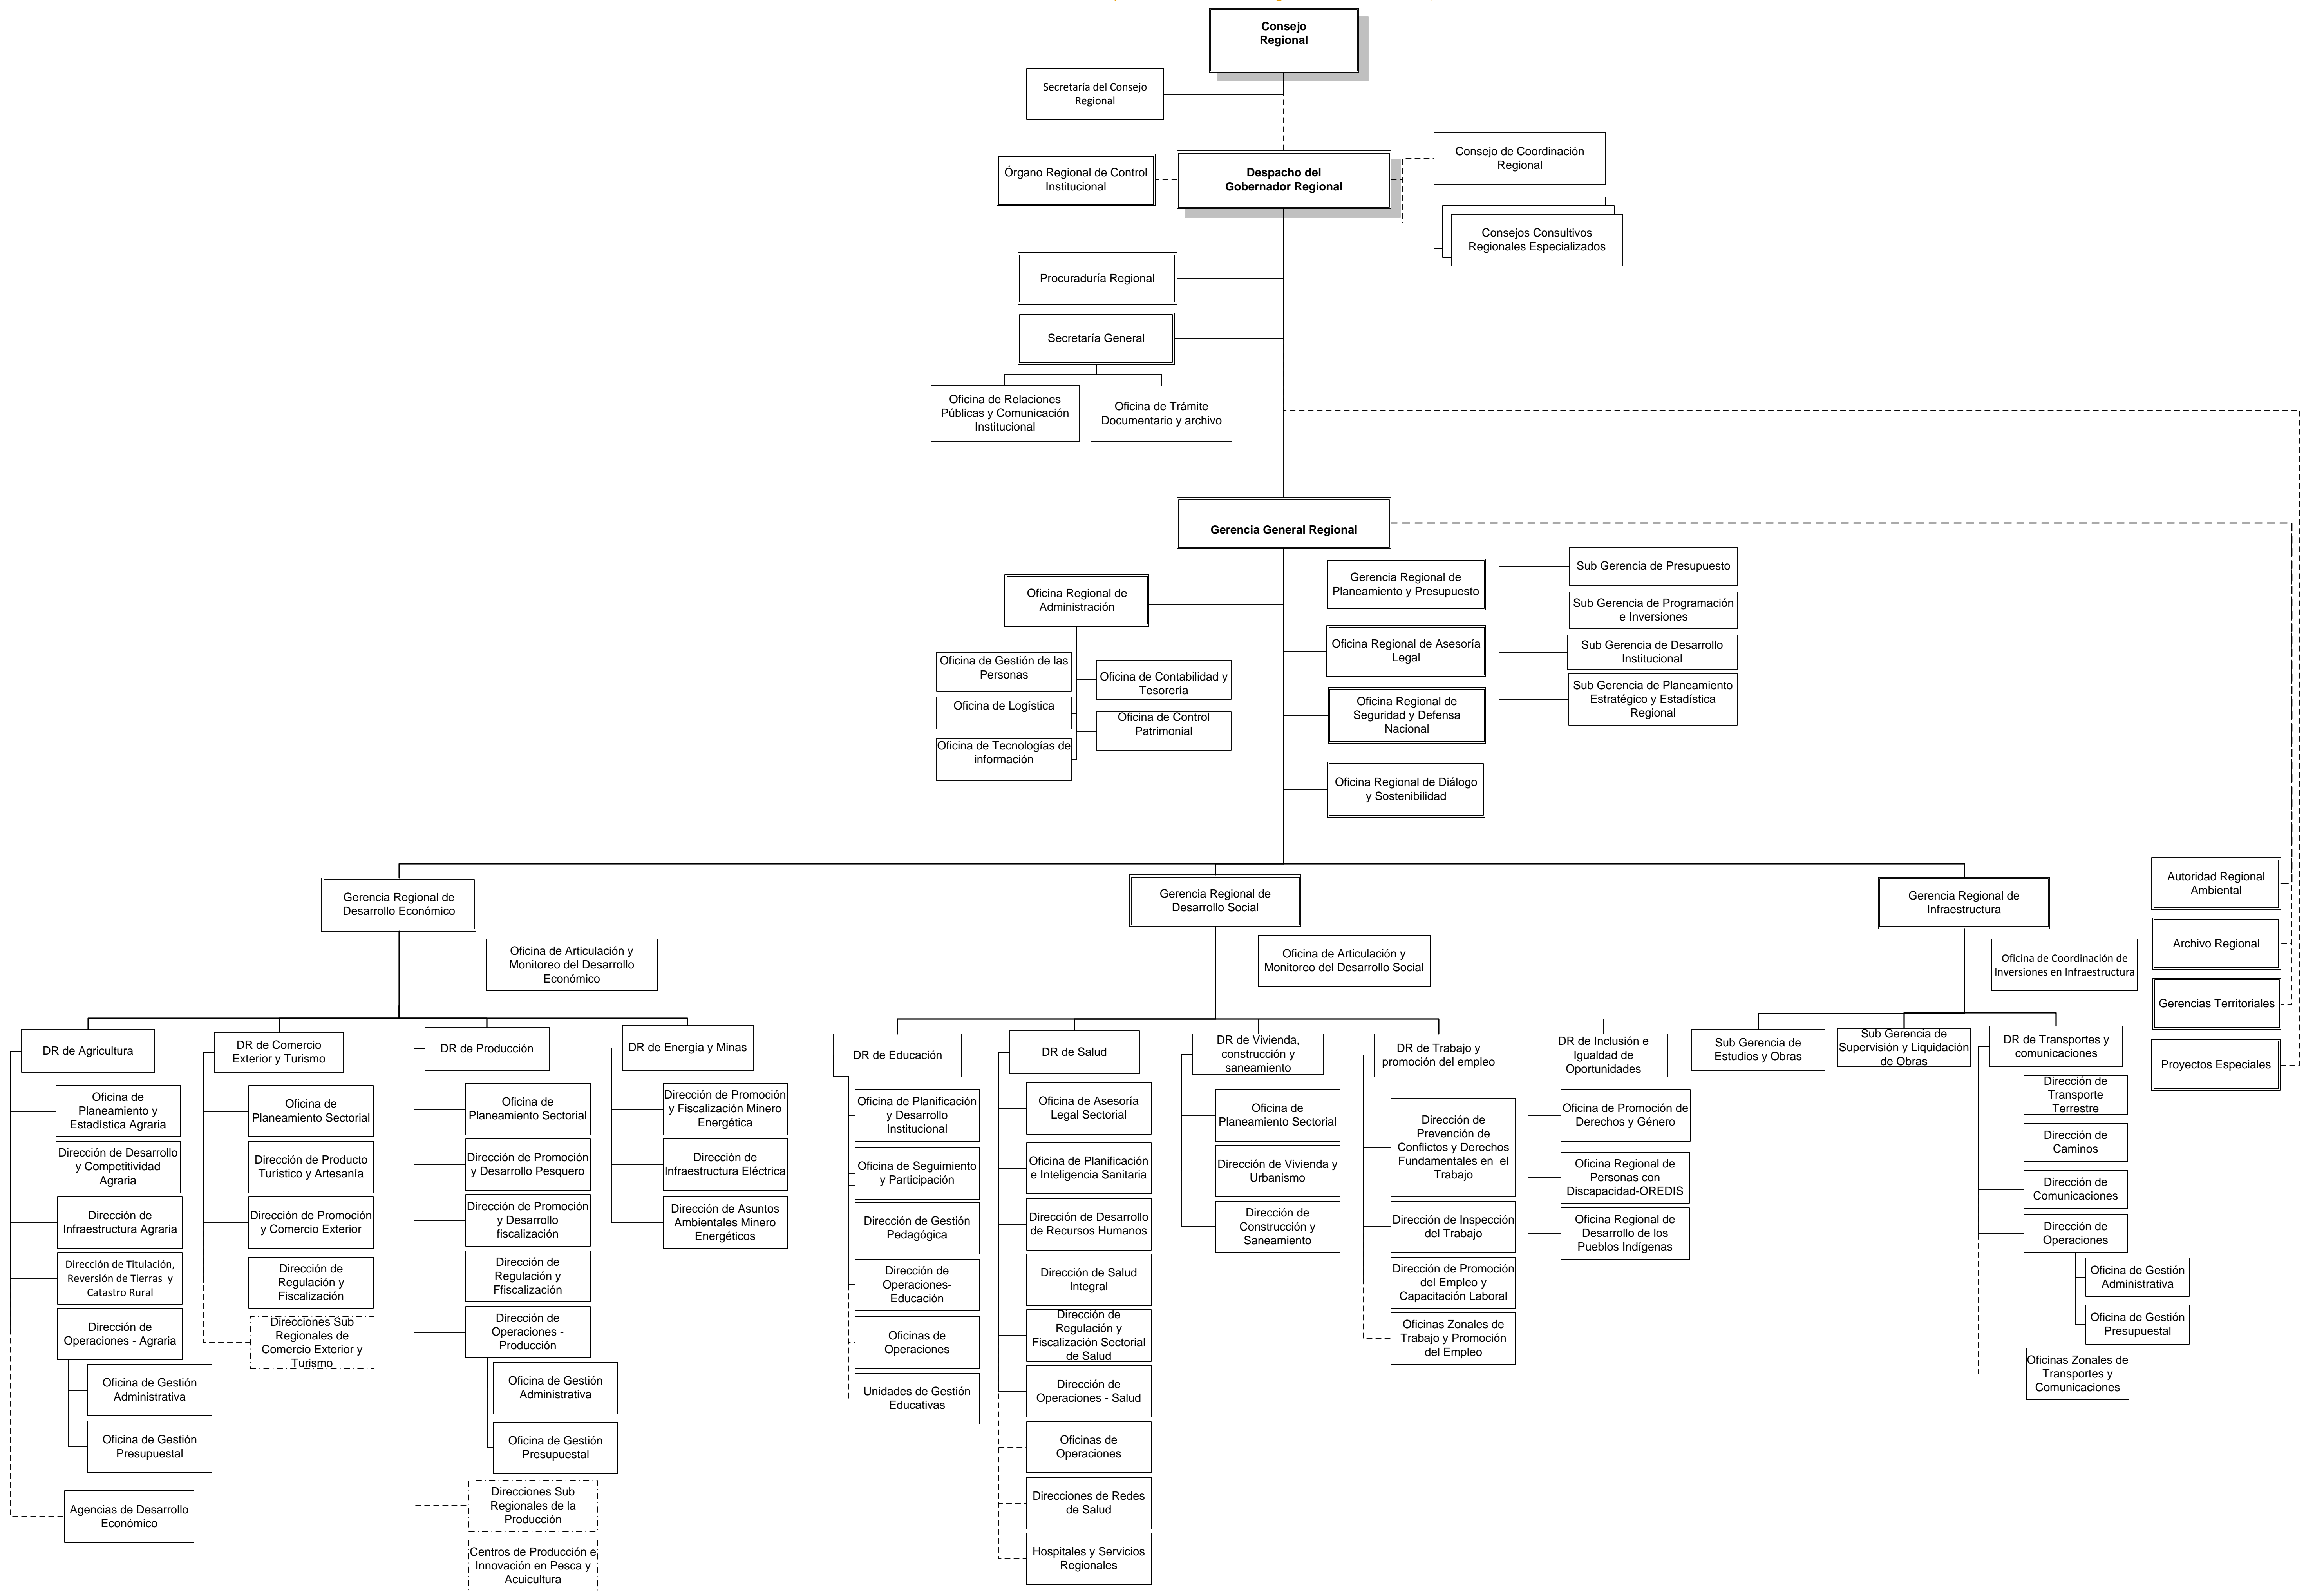 Consejo
Regional
Secretaría del Consejo
Regional
Consejo de Coordinación
Regional
Órgano Regional de Control
Institucional
Despacho del
Gobernador Regional
Consejos Consultivos
Regionales Especializados
Procuraduría Regional
Secretaría General
Oficina de Relaciones
Públicas y Comunicación
Institucional
Oficina de Trámite
Documentario y archivo
Gerencia General Regional
Oficina Regional de
Administración
Oficina de Gestión de las
Personas
Oficina de Logística
Oficina de Tecnologías de
información
Oficina de Contabilidad y
Tesorería
Oficina de Control
Patrimonial
Gerencia Regional de
Planeamiento y Presupuesto
Oficina Regional de Asesoría
Legal
Oficina Regional de
Seguridad y Defensa
Nacional
Oficina Regional de Diálogo
y Sostenibilidad
Sub Gerencia de Presupuesto
Sub Gerencia de Programación
e Inversiones
Sub Gerencia de Desarrollo
Institucional
Sub Gerencia de Planeamiento
Estratégico y Estadística
Regional
Gerencia Regional de
Desarrollo Económico
Oficina de Articulación y
Monitoreo del Desarrollo
Económico
DR de Agricultura
Oficina de
Planeamiento y
Estadística Agraria
Dirección de Desarrollo
y Competitividad
Agraria
Dirección de
Infraestructura Agraria
Dirección de Titulación,
Reversión de Tierras y
Catastro Rural
Dirección de
Operaciones - Agraria
Oficina de Gestión
Administrativa
Oficina de Gestión
Presupuestal
Agencias de Desarrollo
Económico
DR de Comercio
Exterior y Turismo
Oficina de
Planeamiento Sectorial
Dirección de Producto
Turístico y Artesanía
Dirección de Promoción
y Comercio Exterior
Dirección de
Regulación y
Fiscalización
Direcciones Sub
Regionales de
Comercio Exterior y
Turismo
DR de Producción
Oficina de
Planeamiento Sectorial
Dirección de Promoción
y Desarrollo Pesquero
Dirección de Promoción
y Desarrollo
fiscalización
Dirección de
Regulación y
Ffiscalización
Dirección de
Operaciones -
Producción
Oficina de Gestión
Administrativa
Oficina de Gestión
Presupuestal
Direcciones Sub
Regionales de la
Producción
Centros de Producción e
Innovación en Pesca y
Acuicultura
DR de Energía y Minas
Dirección de Promoción
y Fiscalización Minero
Energética
Dirección de
Infraestructura Eléctrica
Dirección de Asuntos
Ambientales Minero
Energéticos
Gerencia Regional de
Desarrollo Social
Oficina de Articulación y
Monitoreo del Desarrollo Social
DR de Educación
Oficina de Planificación
y Desarrollo
Institucional
Oficina de Seguimiento
y Participación
Dirección de Gestión
Pedagógica
Dirección de
Operaciones-
Educación
Oficinas de
Operaciones
Unidades de Gestión
Educativas
DR de Salud
Oficina de Asesoría
Legal Sectorial
Oficina de Planificación
e Inteligencia Sanitaria
Dirección de Desarrollo
de Recursos Humanos
Dirección de Salud
Integral
Dirección de
Regulación y
Fiscalización Sectorial
de Salud
Dirección de
Operaciones - Salud
Oficinas de
Operaciones
Direcciones de Redes
de Salud
Hospitales y Servicios
Regionales
DR de Vivienda,
construcción y
saneamiento
Oficina de
Planeamiento Sectorial
Dirección de Vivienda y
Urbanismo
Dirección de
Construcción y
Saneamiento
DR de Trabajo y
promoción del empleo
Dirección de
Prevención de
Conflictos y Derechos
Fundamentales en el
Trabajo
Dirección de Inspección
del Trabajo
Dirección de Promoción
del Empleo y
Capacitación Laboral
Oficinas Zonales de
Trabajo y Promoción
del Empleo
DR de Inclusión e
Igualdad de
Oportunidades
Oficina de Promoción de
Derechos y Género
Oficina Regional de
Personas con
Discapacidad-OREDIS
Oficina Regional de
Desarrollo de los
Pueblos Indígenas
Gerencia Regional de
Infraestructura
Oficina de Coordinación de
Inversiones en Infraestructura
Sub Gerencia de
Estudios y Obras
Sub Gerencia de
Supervisión y Liquidación
de Obras
DR de Transportes y
comunicaciones
Dirección de
Transporte
Terrestre
Dirección de
Caminos
Dirección de
Comunicaciones
Dirección de
Operaciones
Oficina de Gestión
Administrativa
Oficina de Gestión
Presupuestal
Oficinas Zonales de
Transportes y
Comunicaciones
Autoridad Regional
Ambiental
Archivo Regional
Gerencias Territoriales
Proyectos Especiales